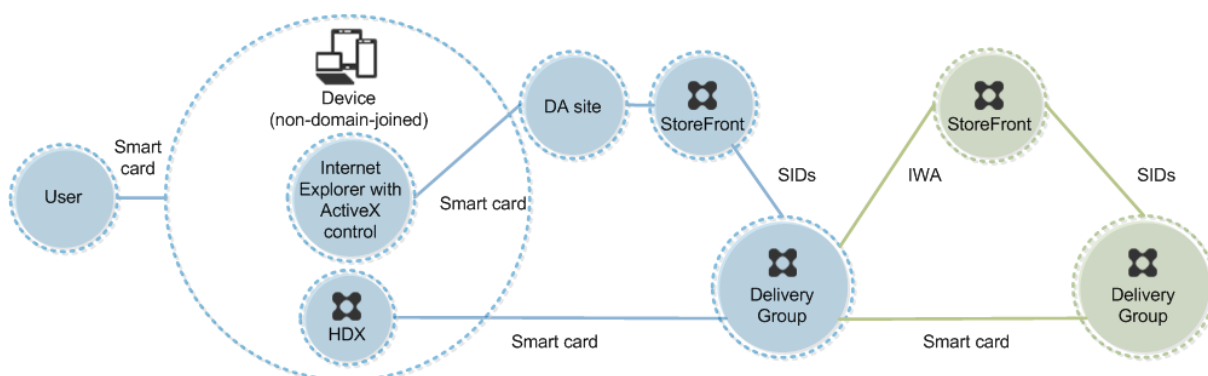 User
Smart
card
Device
(non-domain-joined)
Internet
Explorer with
ActiveX
control
HDX
Smart card
DA site
StoreFront
SIDs
Delivery
Group
Smart card
IWA
StoreFront
SIDs
Delivery
Group
Smart card